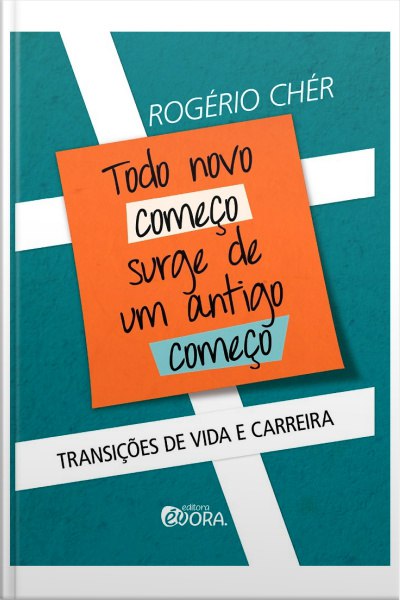 ROGÉRIO CHÉR
Todo novo
começo
surge de
um antigo
começo
TRANSIÇÕES DE VIDA E CARREIRA
editora
évORA.